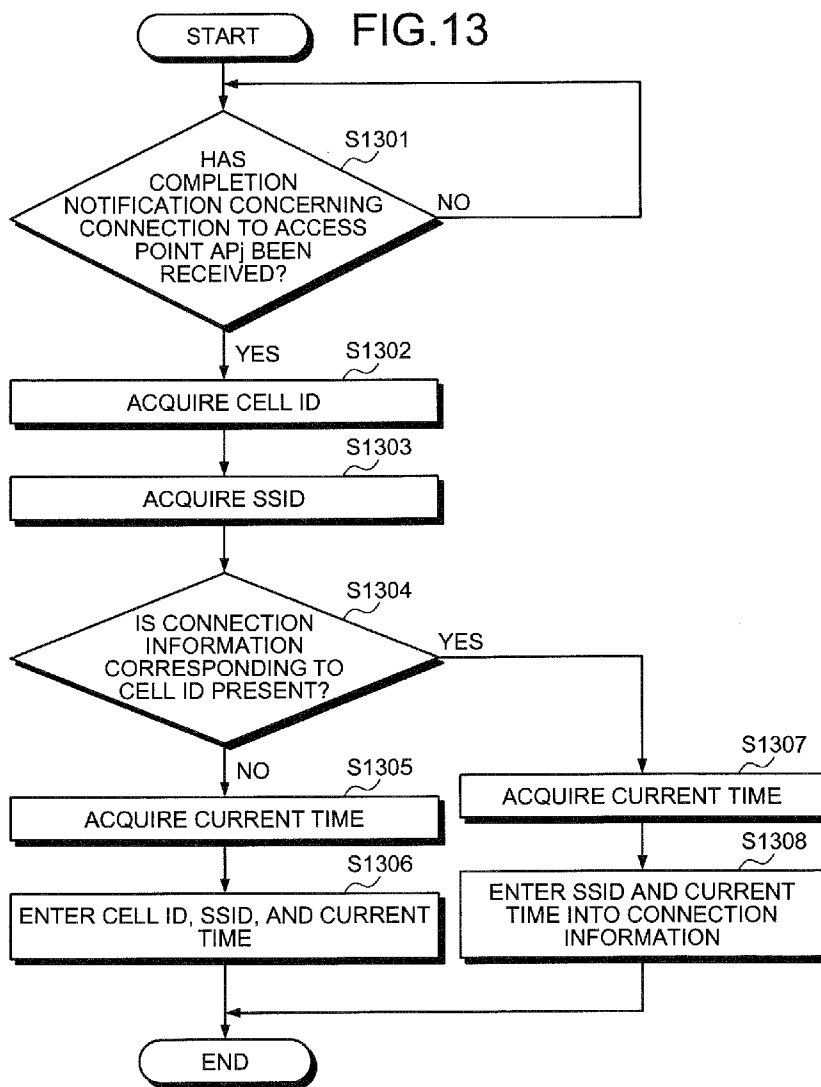 FIG.13
START
S1301
HAS
COMPLETION
NOTIFICATION CONCERNING
CONNECTION TO ACCESS
POINT APj BEEN
RECEIVED?
NO
YES
S1302
ACQUIRE CELL ID
S1303
ACQUIRE SSID
S1304
IS CONNECTION
INFORMATION
CORRESPONDING TO
CELL ID PRESENT?
YES
NO
S1305
ACQUIRE CURRENT TIME
S1306
ENTER CELL ID, SSID, AND CURRENT
TIME
S1307
ACQUIRE CURRENT TIME
S1308
ENTER SSID AND CURRENT
TIME INTO CONNECTION
INFORMATION
END